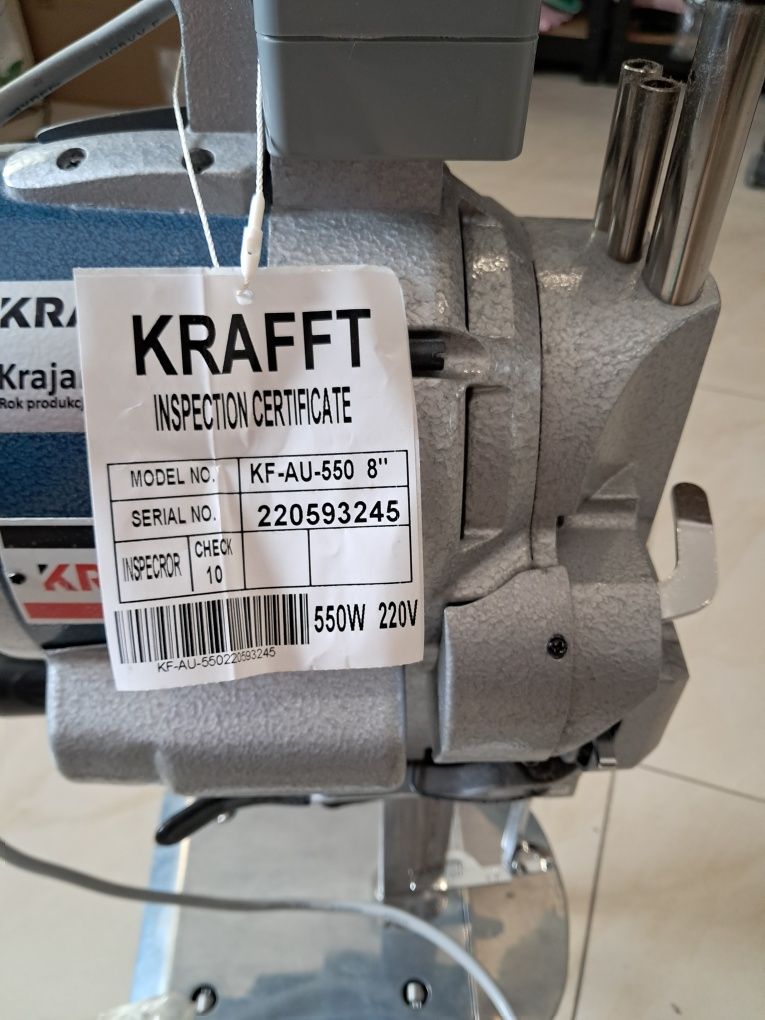 KRAFFT
INSPECTION CERTIFICATE
MODEL NO. KF-AU-550 8''
SERIAL NO. 220593245
INSPECROR CHECK 10
550W 220V
KF-AU-550220593245
KRA
Kraja
Rok produkcj
KR